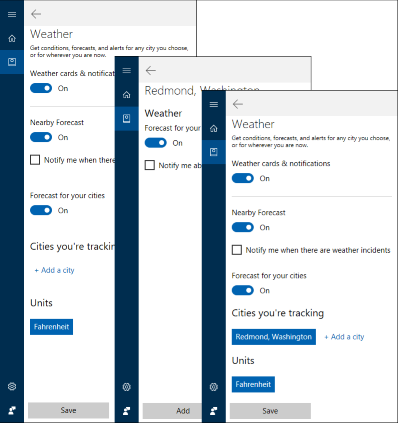 Weather
Get conditions, forecasts, and alerts for any city you choose,
or for wherever you are now.
Weather cards & notificatio
On
Nearby Forecast
On
Notify me when there
Forecast for your cities
On
Cities you're trackin
+ Add a city
Units
Fahrenheit
Save
Redmond, Washington
Weather
Forecast for your
On
Notify me ab
Add
Weather
Get conditions, forecasts, and alerts for any city you choose,
or for wherever you are now.
Weather cards & notifications
On
Nearby Forecast
On
Notify me when there are weather incidents
Forecast for your cities
On
Cities you're tracking
Redmond, Washington + Add a city
Units
Fahrenheit
Save